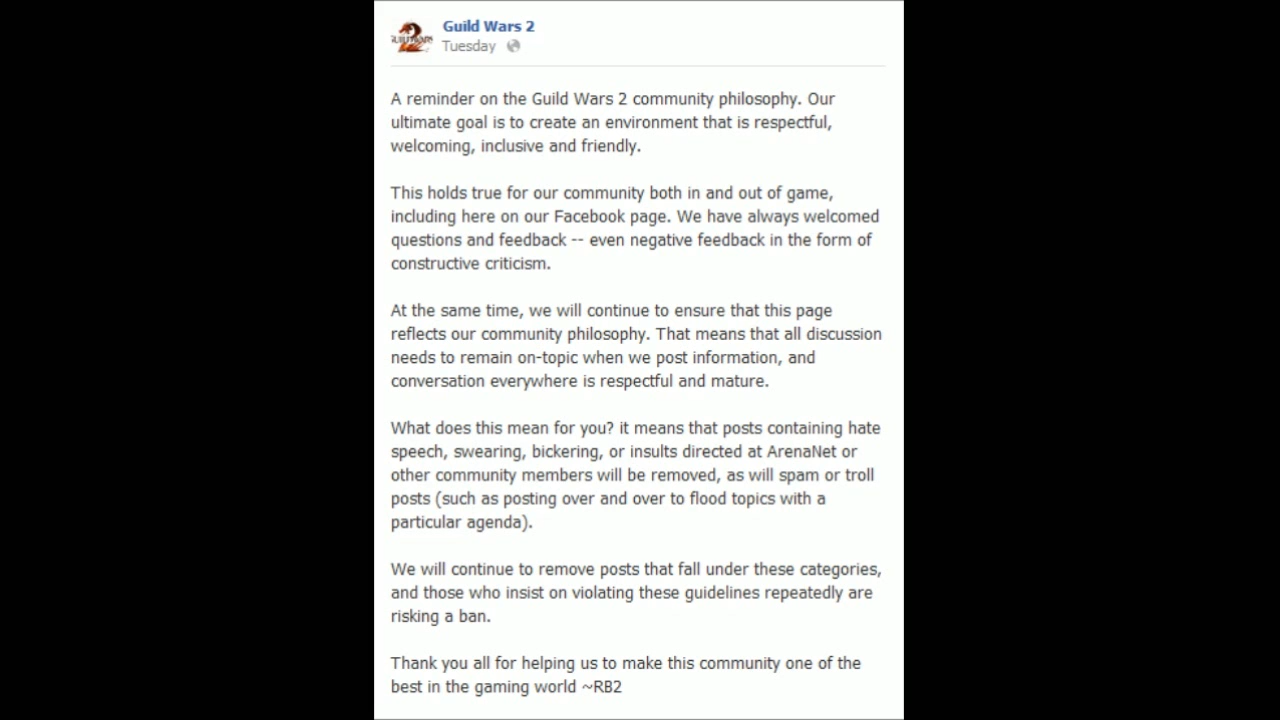 Guild Wars 2
Tuesday
A reminder on the Guild Wars 2 community philosophy. Our
ultimate goal is to create an environment that is respectful,
welcoming, inclusive and friendly.
This holds true for our community both in and out of game,
including here on our Facebook page. We have always welcomed
questions and feedback -- even negative feedback in the form of
constructive criticism.
At the same time, we will continue to ensure that this page
reflects our community philosophy. That means that all discussion
needs to remain on-topic when we post information, and
conversation everywhere is respectful and mature.
What does this mean for you? it means that posts containing hate
speech, swearing, bickering, or insults directed at ArenaNet or
other community members will be removed, as will spam or troll
posts (such as posting over and over to flood topics with a
particular agenda).
We will continue to remove posts that fall under these categories,
and those who insist on violating these guidelines repeatedly are
risking a ban.
Thank you all for helping us to make this community one of the
best in the gaming world ~RB2